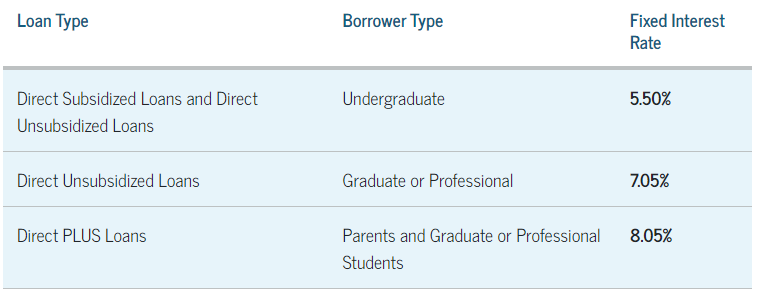 Loan Type Borrower Type Fixed Interest
Rate
Direct Subsidized Loans and Direct Undergraduate 5.50%
Unsubsidized Loans
Direct Unsubsidized Loans Graduate or Professional 7.05%
Direct PLUS Loans Parents and Graduate or Professional 8.05%
Students